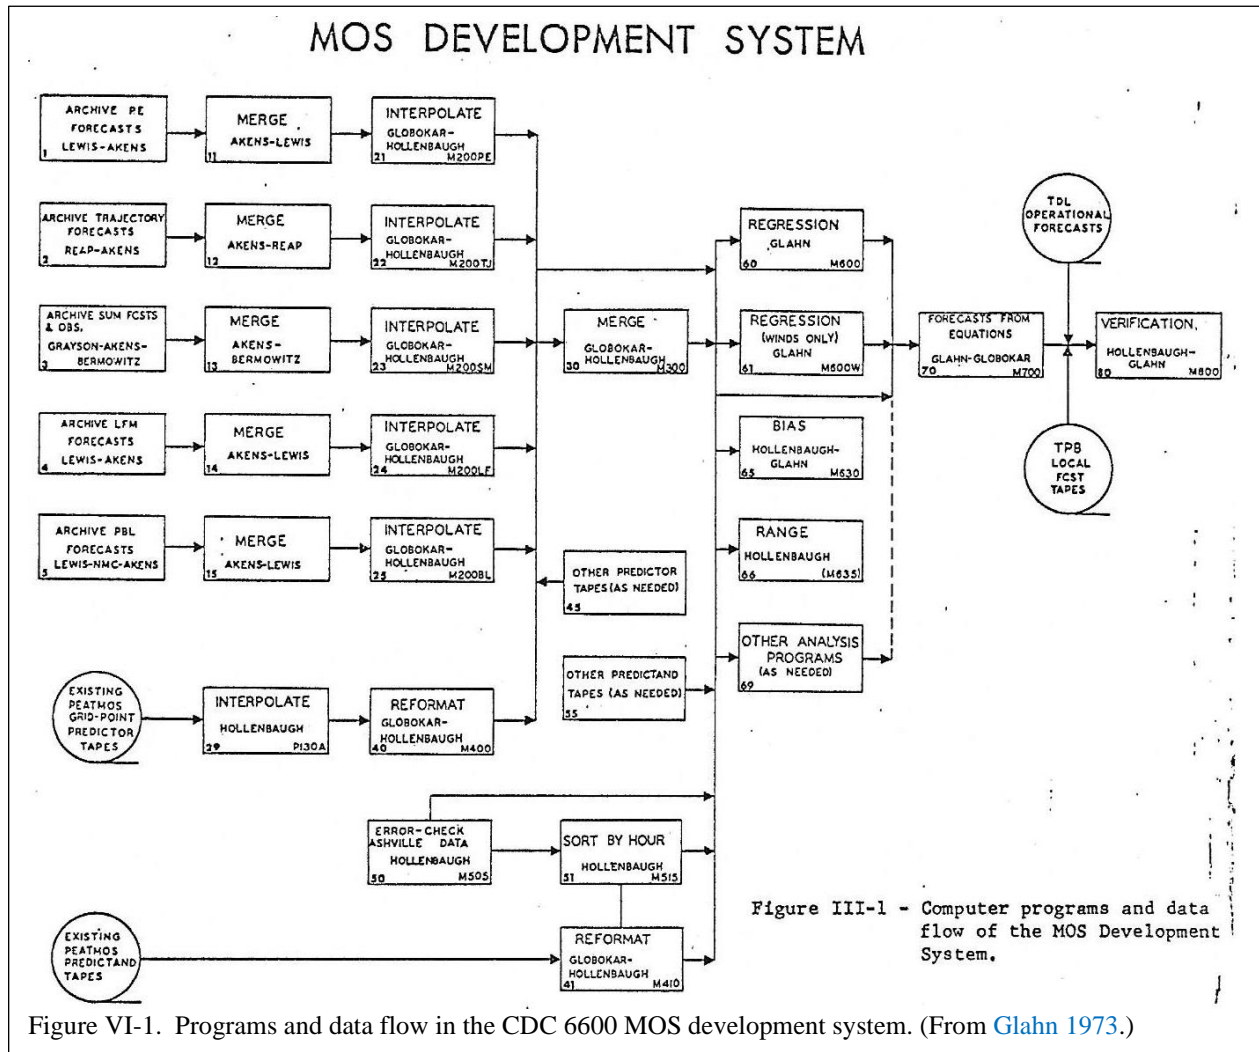 MOS DEVELOPMENT SYSTEM
ARCHIVE P.E
FORECASTS
LEWIS-AKENS
1
MERGE
AKENS-LEWIS
11
INTERPOLATE
GLOBOKAR-
HOLLENBAUGH
21 M200PE
ARCHIVE TRAJECTORY
FORECASTS
REAP-AKENS
2
MERGE
AKENS-REAP
12
INTERPOLATE
GLOBOKAR-
HOLLENBAUGH
22 M200TJ
ARCHIVE SUM FCSTS
& OBS.
GRAYSON-AKENS-
BERMOWITZ
3
MERGE
AKENS-
BERMOWITZ
13
INTERPOLATE
GLOBOKAR-
HOLLENBAUGH
23 M200SM
ARCHIVE LFM
FORECASTS
LEWIS-AKENS
4
MERGE
AKENS-LEWIS
14
INTERPOLATE
GLOBOKAR-
HOLLENBAUGH
24 M200LF
ARCHIVE PBL
FORECASTS
LEWIS-NMC-AKENS
5
MERGE
AKENS-LEWIS
15
INTERPOLATE
GLOBOKAR-
HOLLENBAUGH
25 M200BL
MERGE
GLOBOKAR-
HOLLENBAUGH
30 M300
OTHER PREDICTOR
TAPES (AS NEEDED)
45
OTHER PREDICTAND
TAPES (AS NEEDED)
55
REGRESSION
GLAHN
60 M600
REGRESSION
(WINDS ONLY)
GLAHN
61 M600W
BIAS
HOLLENBAUGH-
GLAHN
65 M630
RANGE
HOLLENBAUGH
66 (M635)
OTHER ANALYSIS
PROGRAMS
(AS NEEDED)
69
FORECASTS FROM
EQUATIONS
GLAHN-GLOBOKAR
70 M700
TDL
OPERATIONAL
FORECASTS
TPB
LOCAL
FCST
TAPES
VERIFICATION,
HOLLENBAUGH-
GLAHN
80 M800
EXISTING
PEATMOS
GRID-POINT
PREDICTOR
TAPES
INTERPOLATE
HOLLENBAUGH
29 P130A
REFORMAT
GLOBOKAR-
HOLLENBAUGH
40 M400
ERROR-CHECK
ASHVILLE DATA
HOLLENBAUGH
50 M505
SORT BY HOUR
HOLLENBAUGH
51 M515
EXISTING
PEATMOS
PREDICTAND
TAPES
REFORMAT
GLOBOKAR-
HOLLENBAUGH
41 M410
Figure III-1 - Computer programs and data
flow of the MOS Development
System.
Figure VI-1. Programs and data flow in the CDC 6600 MOS development system. (From Glahn 1973.)